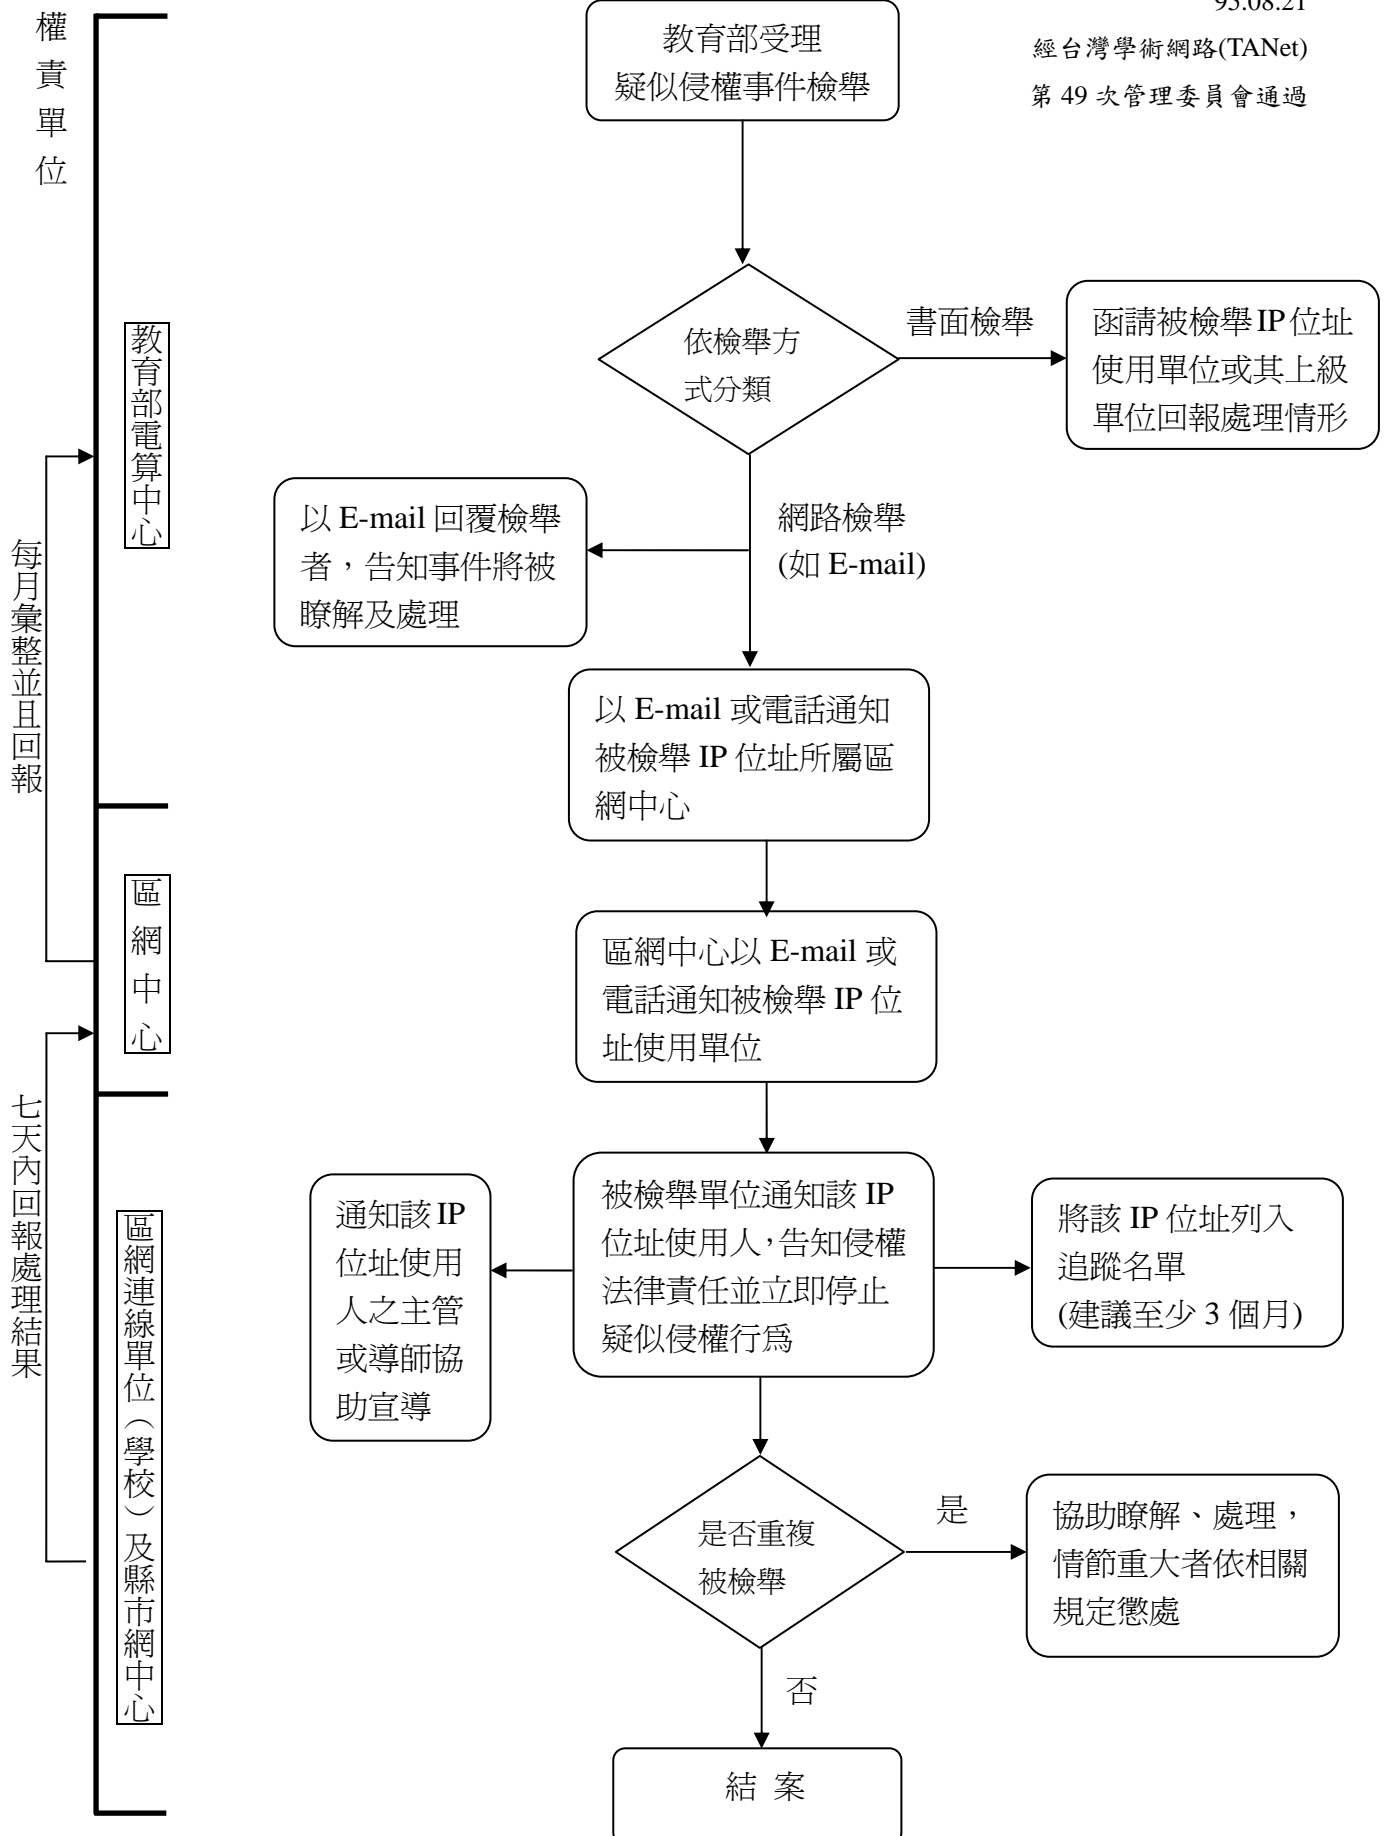 95.08.21
經台灣學術網路(TANet)
第 49 次管理委員會通過
權責單位
教育部受理
疑似侵權事件檢舉
依檢舉方
式分類
書面檢舉
函請被檢舉 IP 位址
使用單位或其上級
單位回報處理情形
教育部電算中心
網路檢舉
(如 E-mail)
以 E-mail 回覆檢舉
者，告知事件將被
瞭解及處理
每月彙整並且回報
以 E-mail 或電話通知
被檢舉 IP 位址所屬區
網中心
區網中心
區網中心以 E-mail 或
電話通知被檢舉 IP 位
址使用單位
七天內回報處理結果
區網連線單位（學校）及縣市網中心
通知該 IP
位址使用
人之主管
或導師協
助宣導
被檢舉單位通知該 IP
位址使用人，告知侵權
法律責任並立即停止
疑似侵權行為
將該 IP 位址列入
追蹤名單
(建議至少 3 個月)
是否重複
被檢舉
是
協助瞭解、處理，
情節重大者依相關
規定懲處
否
結 案